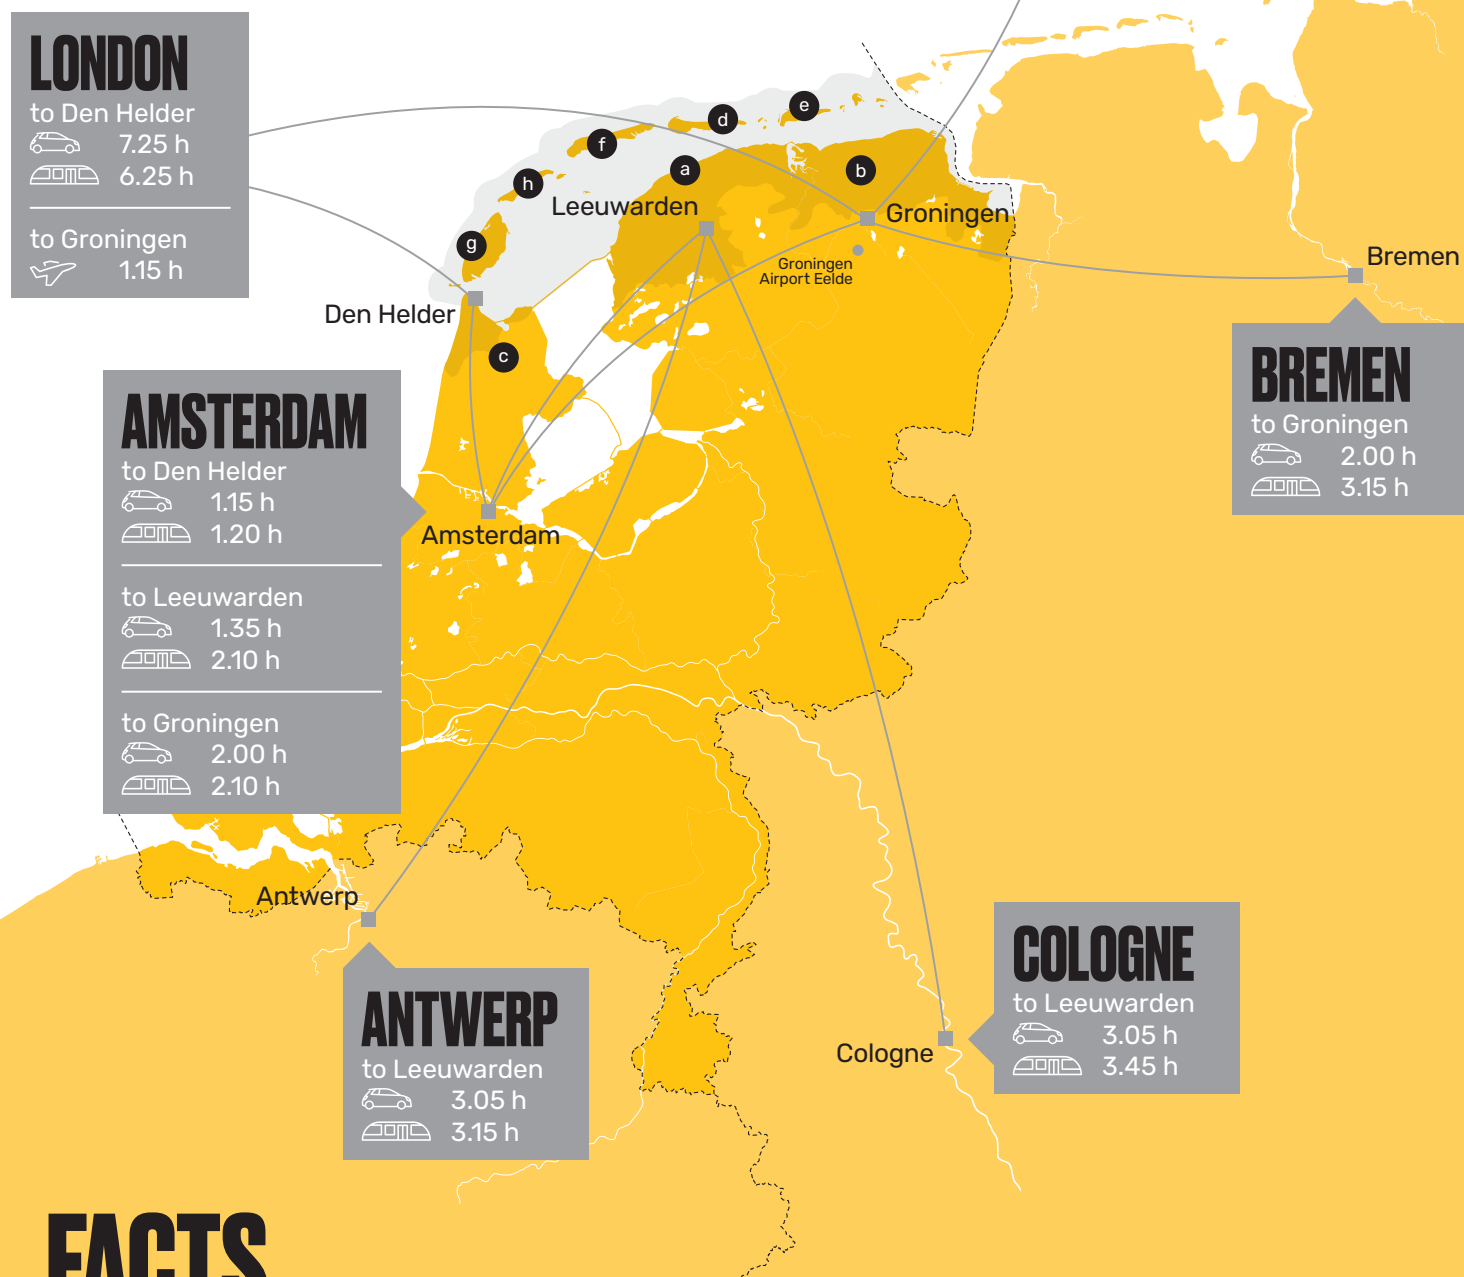 LONDON
to Den Helder
7.25 h
6.25 h
to Groningen
1.15 h
e
d
f
a
b
h
Leeuwarden
Groningen
g
Groningen
Airport Eelde
Bremen
Den Helder
c
BREMEN
to Groningen
2.00 h
3.15 h
AMSTERDAM
to Den Helder
1.15 h
1.20 h
to Leeuwarden
1.35 h
2.10 h
to Groningen
2.00 h
2.10 h
Amsterdam
Antwerp
ANTWERP
to Leeuwarden
3.05 h
3.15 h
Cologne
COLOGNE
to Leeuwarden
3.05 h
3.45 h
FACTS